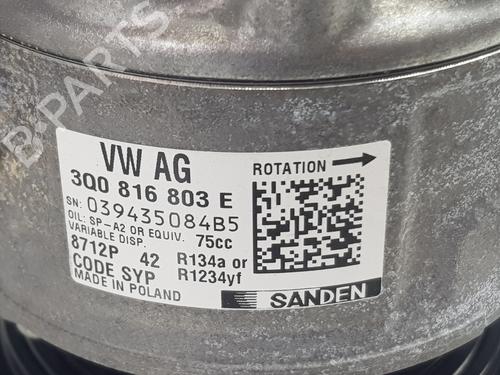 B-PARTS
VW AG
ROTATION
3Q0 816 803 E
SN: 039435084B5
OIL: SP-A2 OR EQUIV. 75cc
VARIABLE DISP.
8712P 42 R134a or
CODE SYP R1234yf
MADE IN POLAND
SANDEN